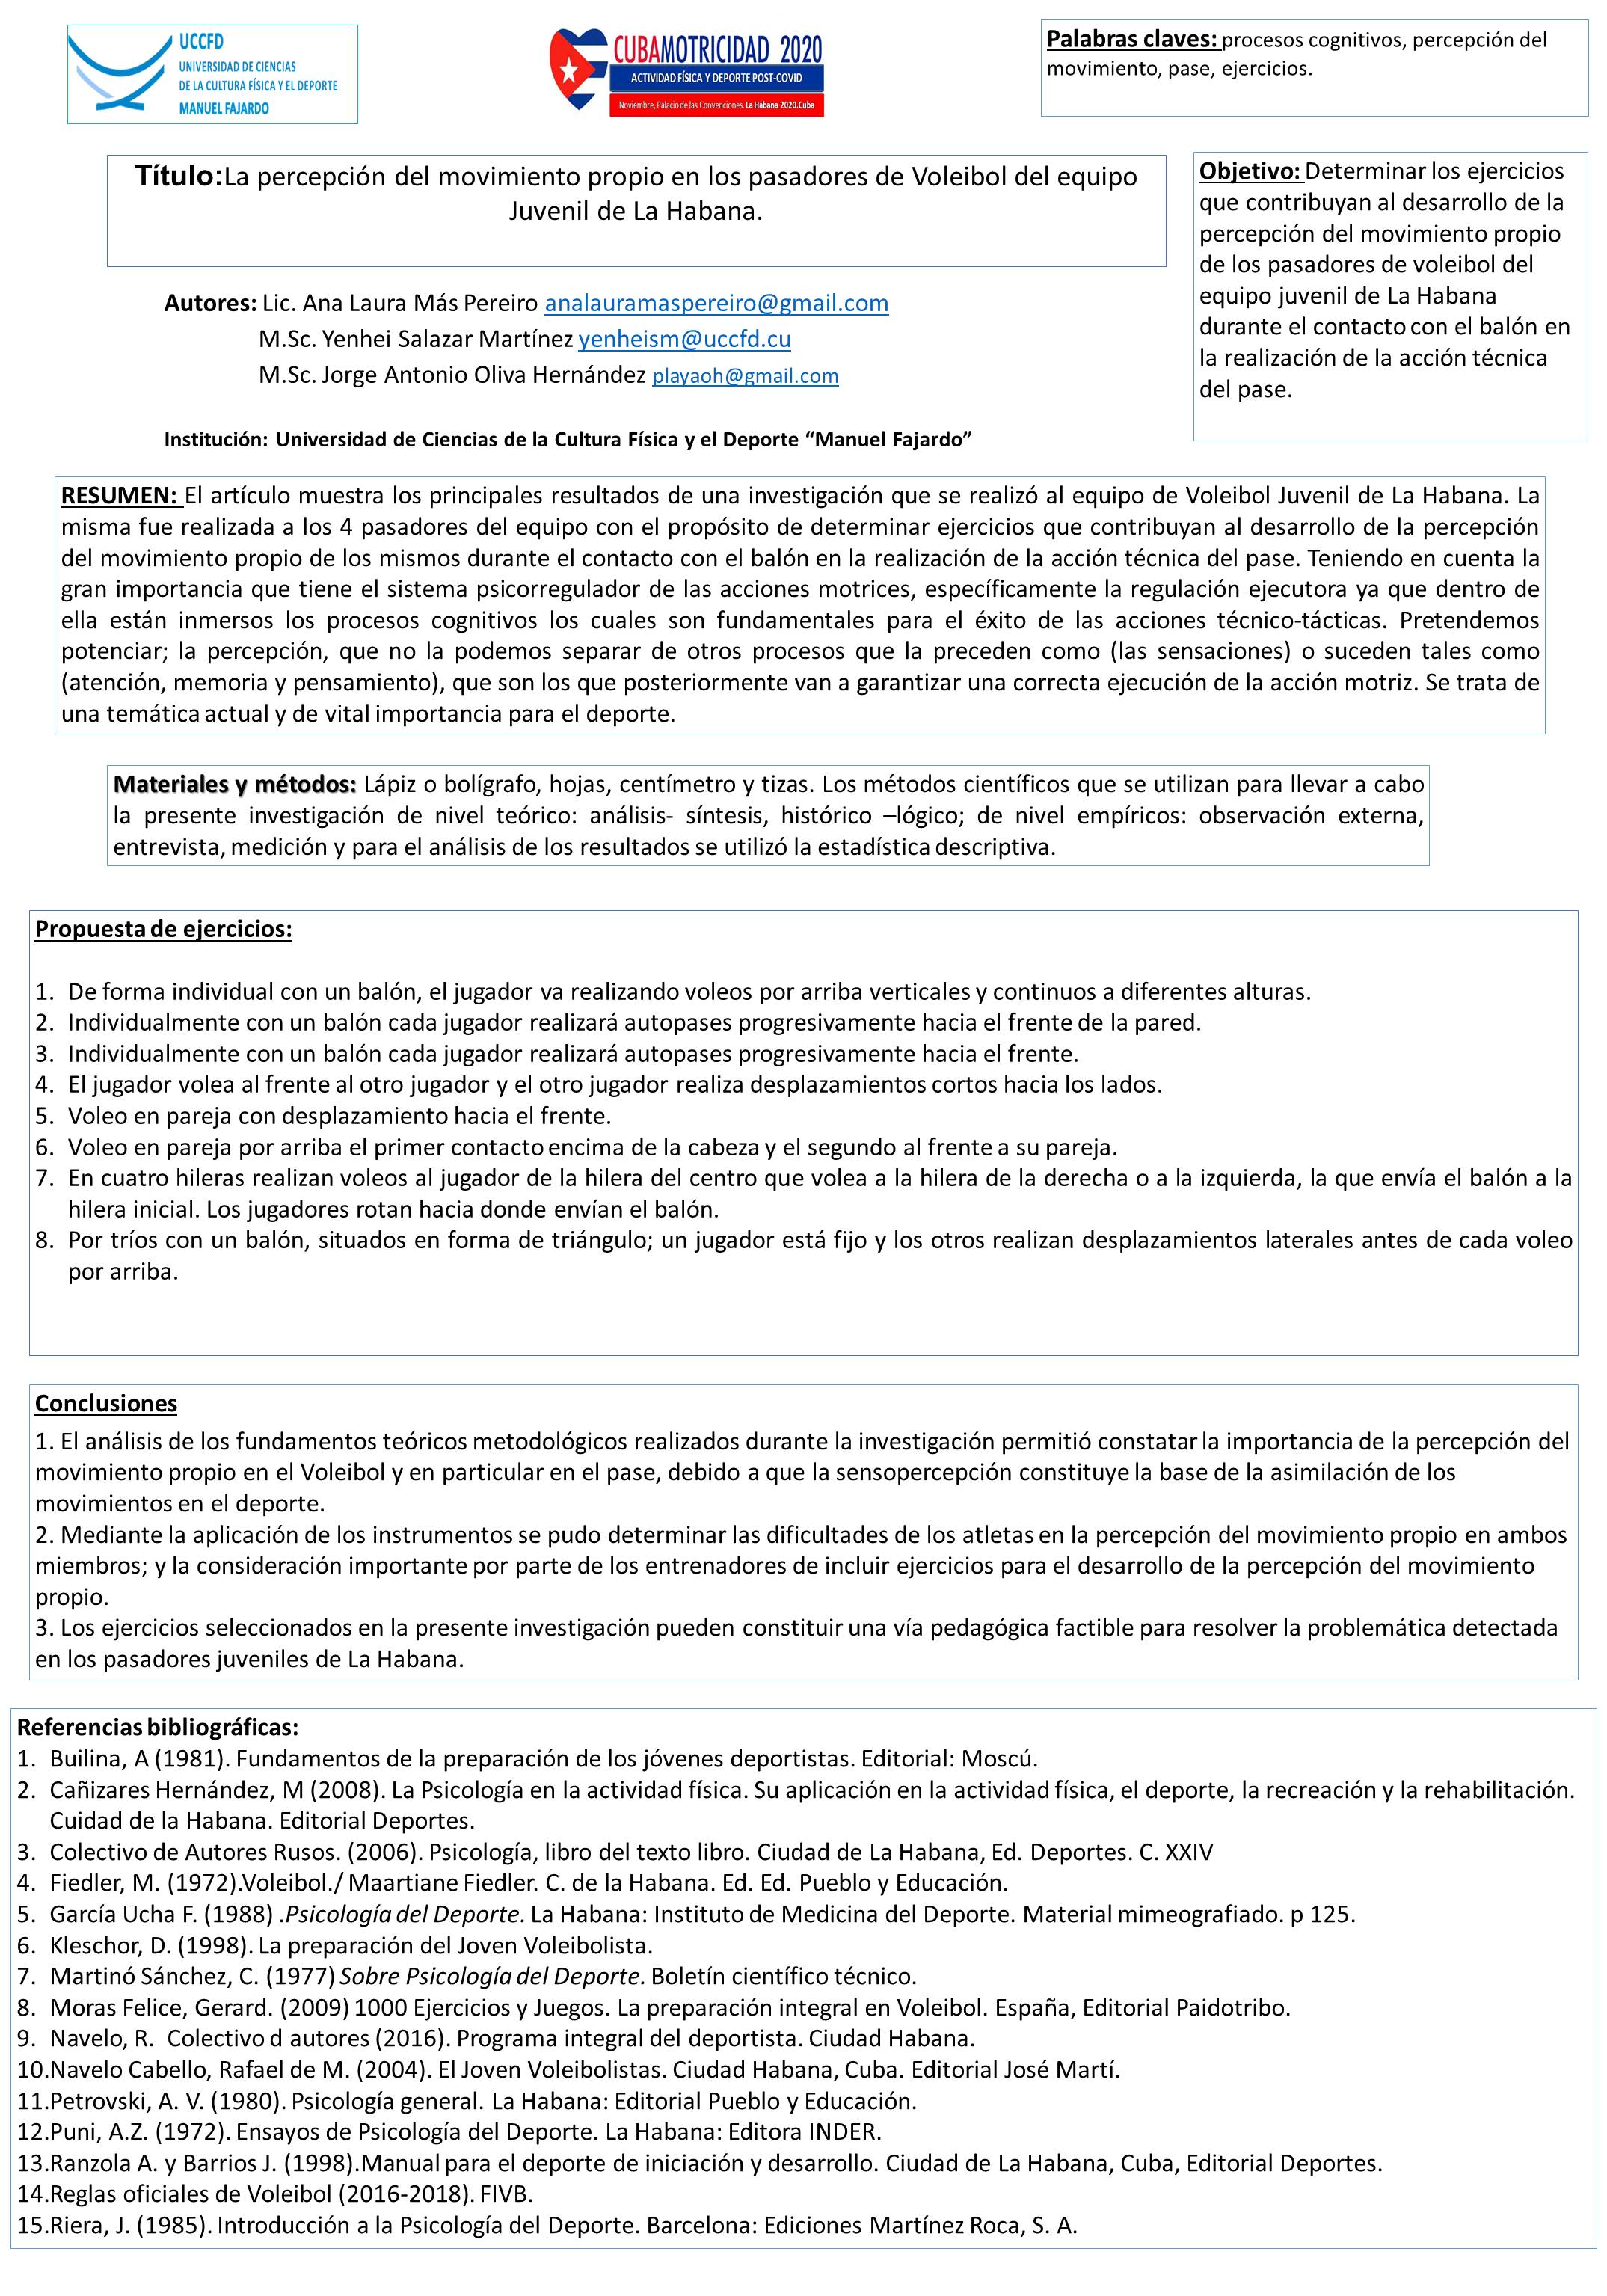 UCCFD
UNIVERSIDAD DE CIENCIAS
DE LA CULTURA FÍSICA Y EL DEPORTE
MANUEL FAJARDO
CUBAMOTRICIDAD 2020
ACTIVIDAD FÍSICA Y DEPORTE POST-COVID
Noviembre, Palacio de las Convenciones. La Habana 2020.Cuba
Palabras claves: procesos cognitivos, percepción del
movimiento, pase, ejercicios.
Título:La percepción del movimiento propio en los pasadores de Voleibol del equipo
Juvenil de La Habana.
Objetivo: Determinar los ejercicios
que contribuyan al desarrollo de la
percepción del movimiento propio
de los pasadores de voleibol del
equipo juvenil de La Habana
durante el contacto con el balón en
la realización de la acción técnica
del pase.
Autores: Lic. Ana Laura Más Pereiro analauramaspereiro@gmail.com
M.Sc. Yenhei Salazar Martínez yenheism@uccfd.cu
M.Sc. Jorge Antonio Oliva Hernández playaoh@gmail.com
Institución: Universidad de Ciencias de la Cultura Física y el Deporte “Manuel Fajardo”
RESUMEN: El artículo muestra los principales resultados de una investigación que se realizó al equipo de Voleibol Juvenil de La Habana. La
misma fue realizada a los 4 pasadores del equipo con el propósito de determinar ejercicios que contribuyan al desarrollo de la percepción
del movimiento propio de los mismos durante el contacto con el balón en la realización de la acción técnica del pase. Teniendo en cuenta la
gran importancia que tiene el sistema psicorregulador de las acciones motrices, específicamente la regulación ejecutora ya que dentro de
ella están inmersos los procesos cognitivos los cuales son fundamentales para el éxito de las acciones técnico-tácticas. Pretendemos
potenciar; la percepción, que no la podemos separar de otros procesos que la preceden como (las sensaciones) o suceden tales como
(atención, memoria y pensamiento), que son los que posteriormente van a garantizar una correcta ejecución de la acción motriz. Se trata de
una temática actual y de vital importancia para el deporte.
Materiales y métodos: Lápiz o bolígrafo, hojas, centímetro y tizas. Los métodos científicos que se utilizan para llevar a cabo
la presente investigación de nivel teórico: análisis- síntesis, histórico –lógico; de nivel empíricos: observación externa,
entrevista, medición y para el análisis de los resultados se utilizó la estadística descriptiva.
Propuesta de ejercicios:
1. De forma individual con un balón, el jugador va realizando voleos por arriba verticales y continuos a diferentes alturas.
2. Individualmente con un balón cada jugador realizará autopases progresivamente hacia el frente de la pared.
3. Individualmente con un balón cada jugador realizará autopases progresivamente hacia el frente.
4. El jugador volea al frente al otro jugador y el otro jugador realiza desplazamientos cortos hacia los lados.
5. Voleo en pareja con desplazamiento hacia el frente.
6. Voleo en pareja por arriba el primer contacto encima de la cabeza y el segundo al frente a su pareja.
7. En cuatro hileras realizan voleos al jugador de la hilera del centro que volea a la hilera de la derecha o a la izquierda, la que envía el balón a la
hilera inicial. Los jugadores rotan hacia donde envían el balón.
8. Por tríos con un balón, situados en forma de triángulo; un jugador está fijo y los otros realizan desplazamientos laterales antes de cada voleo
por arriba.
Conclusiones
1. El análisis de los fundamentos teóricos metodológicos realizados durante la investigación permitió constatar la importancia de la percepción del
movimiento propio en el Voleibol y en particular en el pase, debido a que la sensopercepción constituye la base de la asimilación de los
movimientos en el deporte.
2. Mediante la aplicación de los instrumentos se pudo determinar las dificultades de los atletas en la percepción del movimiento propio en ambos
miembros; y la consideración importante por parte de los entrenadores de incluir ejercicios para el desarrollo de la percepción del movimiento
propio.
3. Los ejercicios seleccionados en la presente investigación pueden constituir una vía pedagógica factible para resolver la problemática detectada
en los pasadores juveniles de La Habana.
Referencias bibliográficas:
1. Builina, A (1981). Fundamentos de la preparación de los jóvenes deportistas. Editorial: Moscú.
2. Cañizares Hernández, M (2008). La Psicología en la actividad física. Su aplicación en la actividad física, el deporte, la recreación y la rehabilitación.
Cuidad de la Habana. Editorial Deportes.
3. Colectivo de Autores Rusos. (2006). Psicología, libro del texto libro. Ciudad de La Habana, Ed. Deportes. C. XXIV
4. Fiedler, M. (1972).Voleibol./ Maartiane Fiedler. C. de la Habana. Ed. Ed. Pueblo y Educación.
5. García Ucha F. (1988) .Psicología del Deporte. La Habana: Instituto de Medicina del Deporte. Material mimeografiado. p 125.
6. Kleschor, D. (1998). La preparación del Joven Voleibolista.
7. Martinó Sánchez, C. (1977) Sobre Psicología del Deporte. Boletín científico técnico.
8. Moras Felice, Gerard. (2009) 1000 Ejercicios y Juegos. La preparación integral en Voleibol. España, Editorial Paidotribo.
9. Navelo, R. Colectivo d autores (2016). Programa integral del deportista. Ciudad Habana.
10.Navelo Cabello, Rafael de M. (2004). El Joven Voleibolistas. Ciudad Habana, Cuba. Editorial José Martí.
11.Petrovski, A. V. (1980). Psicología general. La Habana: Editorial Pueblo y Educación.
12.Puni, A.Z. (1972). Ensayos de Psicología del Deporte. La Habana: Editora INDER.
13.Ranzola A. y Barrios J. (1998).Manual para el deporte de iniciación y desarrollo. Ciudad de La Habana, Cuba, Editorial Deportes.
14.Reglas oficiales de Voleibol (2016-2018). FIVB.
15.Riera, J. (1985). Introducción a la Psicología del Deporte. Barcelona: Ediciones Martínez Roca, S. A.